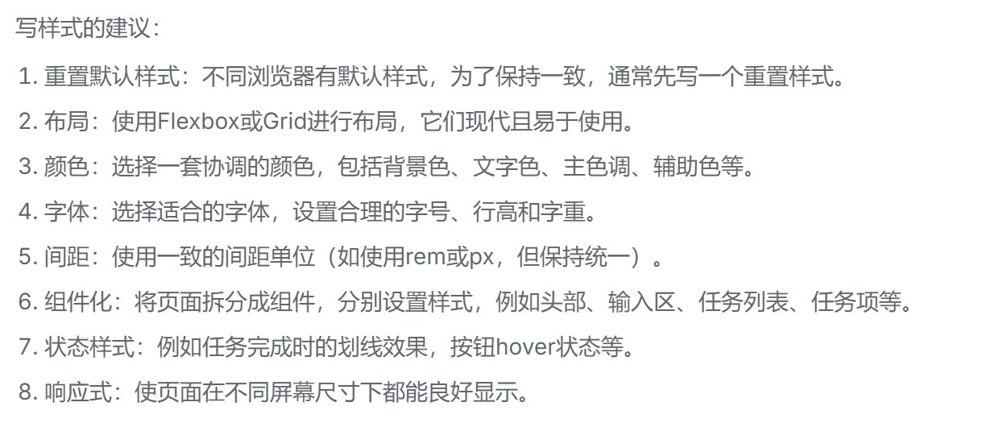 写样式的建议：
1. 重置默认样式：不同浏览器有默认样式，为了保持一致，通常先写一个重置样式。
2. 布局：使用Flexbox或Grid进行布局，它们现代且易于使用。
3. 颜色：选择一套协调的颜色，包括背景色、文字色、主色调、辅助色等。
4. 字体：选择适合的字体，设置合理的字号、行高和字重。
5. 间距：使用一致的间距单位（如使用rem或px，但保持统一）。
6. 组件化：将页面拆分成组件，分别设置样式，例如头部、输入区、任务列表、任务项等。
7. 状态样式：例如任务完成时的划线效果，按钮hover状态等。
8. 响应式：使页面在不同屏幕尺寸下都能良好显示。